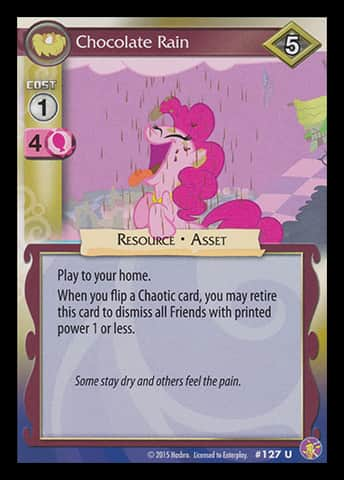 Chocolate Rain
5
COST
1
4
RESOURCE • ASSET
Play to your home.
When you flip a Chaotic card, you may retire
this card to dismiss all Friends with printed
power 1 or less.
Some stay dry and others feel the pain.
© 2015 Hasbro. Licensed to Enterplay. #127 U